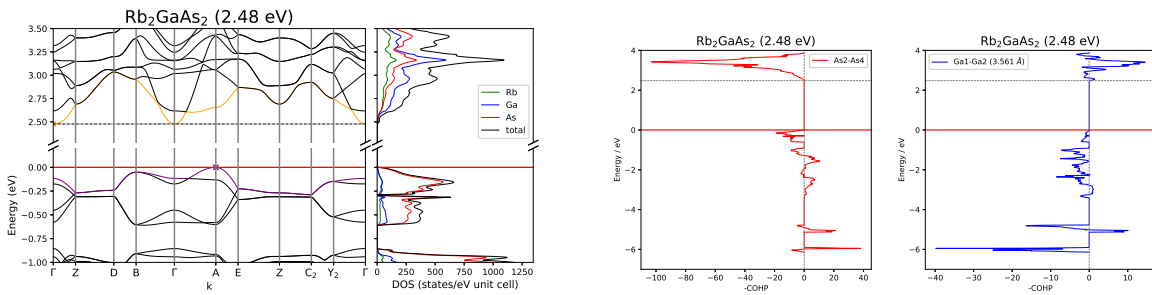 Rb₂GaAs₂ (2.48 eV)
3.50
3.25
3.00
2.75
2.50
0.00
−0.25
−0.50
−0.75
−1.00
Energy (eV)
Γ Z D B Γ A E Z C₂ Y₂ Γ
k
Rb
Ga
As
total
0 250 500 750 1000 1250
DOS (states/eV unit cell)
Rb₂GaAs₂ (2.48 eV)
As2-As4
4
2
0
−2
−4
−6
Energy / eV
−100 −80 −60 −40 −20 0 20 40
-COHP
Rb₂GaAs₂ (2.48 eV)
Ga1-Ga2 (3.561 Å)
4
2
0
−2
−4
−6
Energy / eV
−40 −30 −20 −10 0 10
-COHP